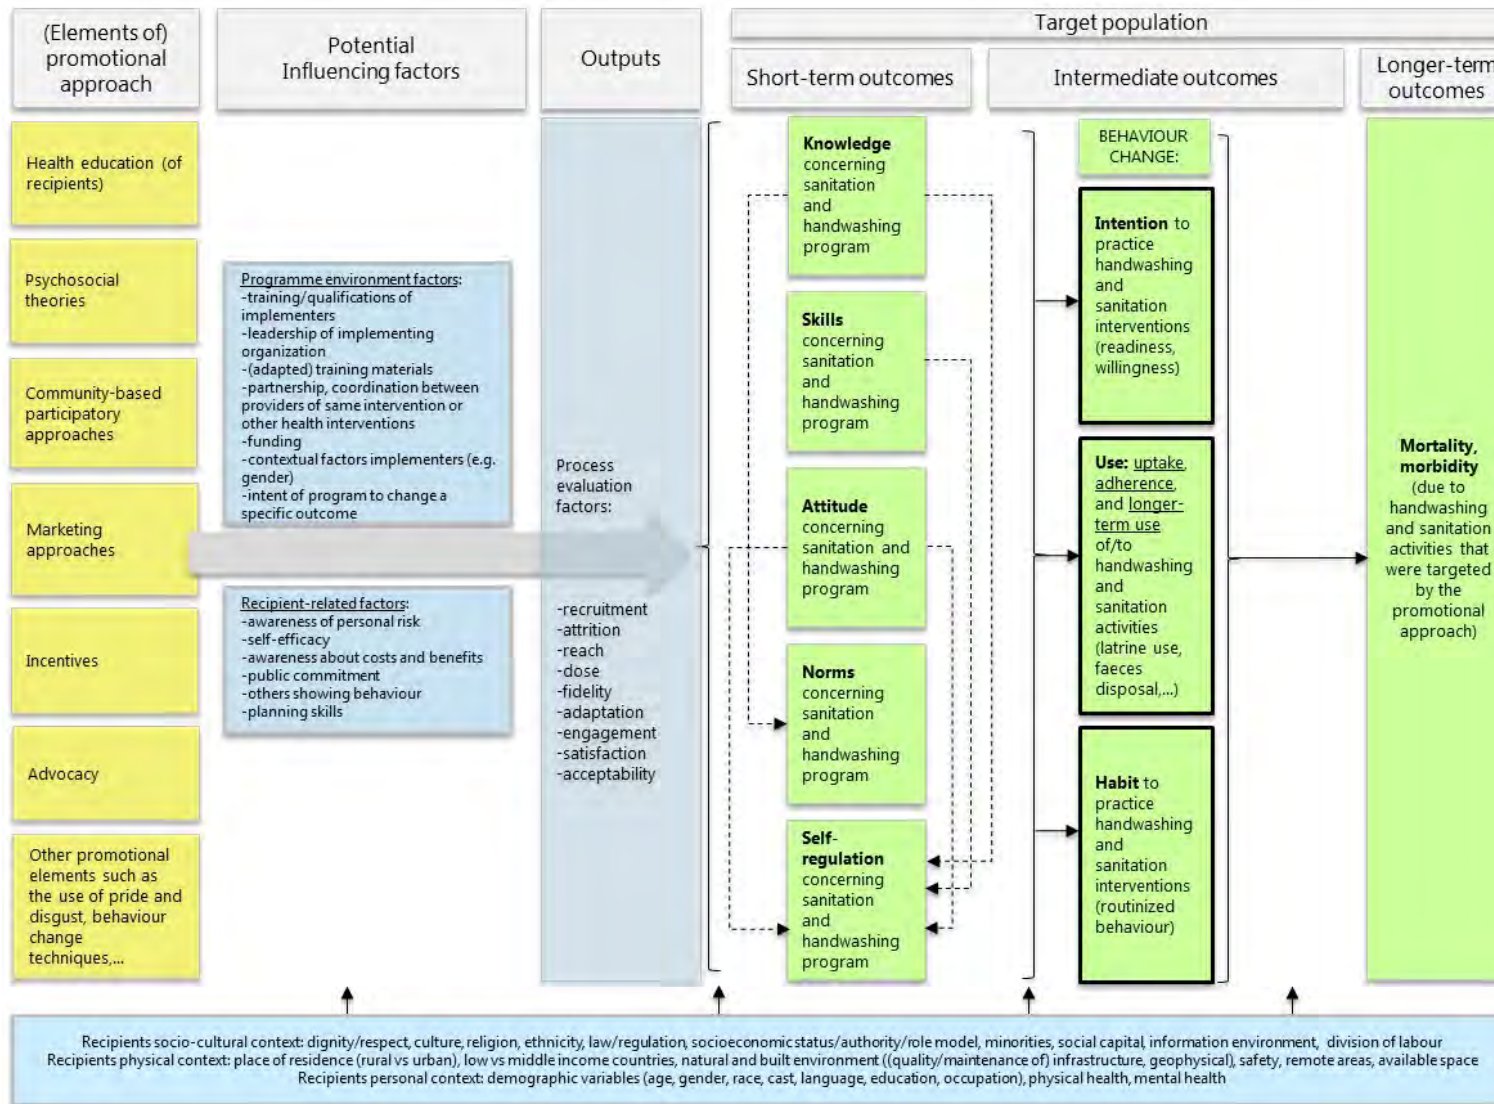 (Elements of)
promotional
approach
Potential
Influencing factors
Outputs
Target population
Short-term outcomes
Intermediate outcomes
Longer-term
outcomes
Health education (of
recipients)
Psychosocial
theories
Community-based
participatory
approaches
Marketing
approaches
Incentives
Advocacy
Other promotional
elements such as
the use of pride and
disgust, behaviour
change
techniques,...
Programme environment factors:
-training/qualifications of
implementers
-leadership of implementing
organization
-(adapted) training materials
-partnership, coordination between
providers of same intervention or
other health interventions
-funding
-contextual factors implementers (e.g.
gender)
-intent of program to change a
specific outcome
Recipient-related factors:
-awareness of personal risk
-self-efficacy
-awareness about costs and benefits
-public commitment
-others showing behaviour
-planning skills
Process
evaluation
factors:
-recruitment
-attrition
-reach
-dose
-fidelity
-adaptation
-engagement
-satisfaction
-acceptability
Knowledge
concerning
sanitation
and
handwashing
program
Skills
concerning
sanitation
and
handwashing
program
Attitude
concerning
sanitation and
handwashing
program
Norms
concerning
sanitation
and
handwashing
program
Self-
regulation
concerning
sanitation
and
handwashing
program
BEHAVIOUR
CHANGE:
Intention to
practice
handwashing
and
sanitation
interventions
(readiness,
willingness)
Use: uptake,
adherence,
and longer-
term use
of/to
handwashing
and
sanitation
activities
(latrine use,
faeces
disposal,...)
Habit to
practice
handwashing
and
sanitation
interventions
(routinized
behaviour)
Mortality,
morbidity
(due to
handwashing
and sanitation
activities that
were targeted
by the
promotional
approach)
Recipients socio-cultural context: dignity/respect, culture, religion, ethnicity, law/regulation, socioeconomic status/authority/role model, minorities, social capital, information environment, division of labour
Recipients physical context: place of residence (rural vs urban), low vs middle income countries, natural and built environment ((quality/maintenance of) infrastructure, geophysical), safety, remote areas, available space
Recipients personal context: demographic variables (age, gender, race, cast, language, education, occupation), physical health, mental health